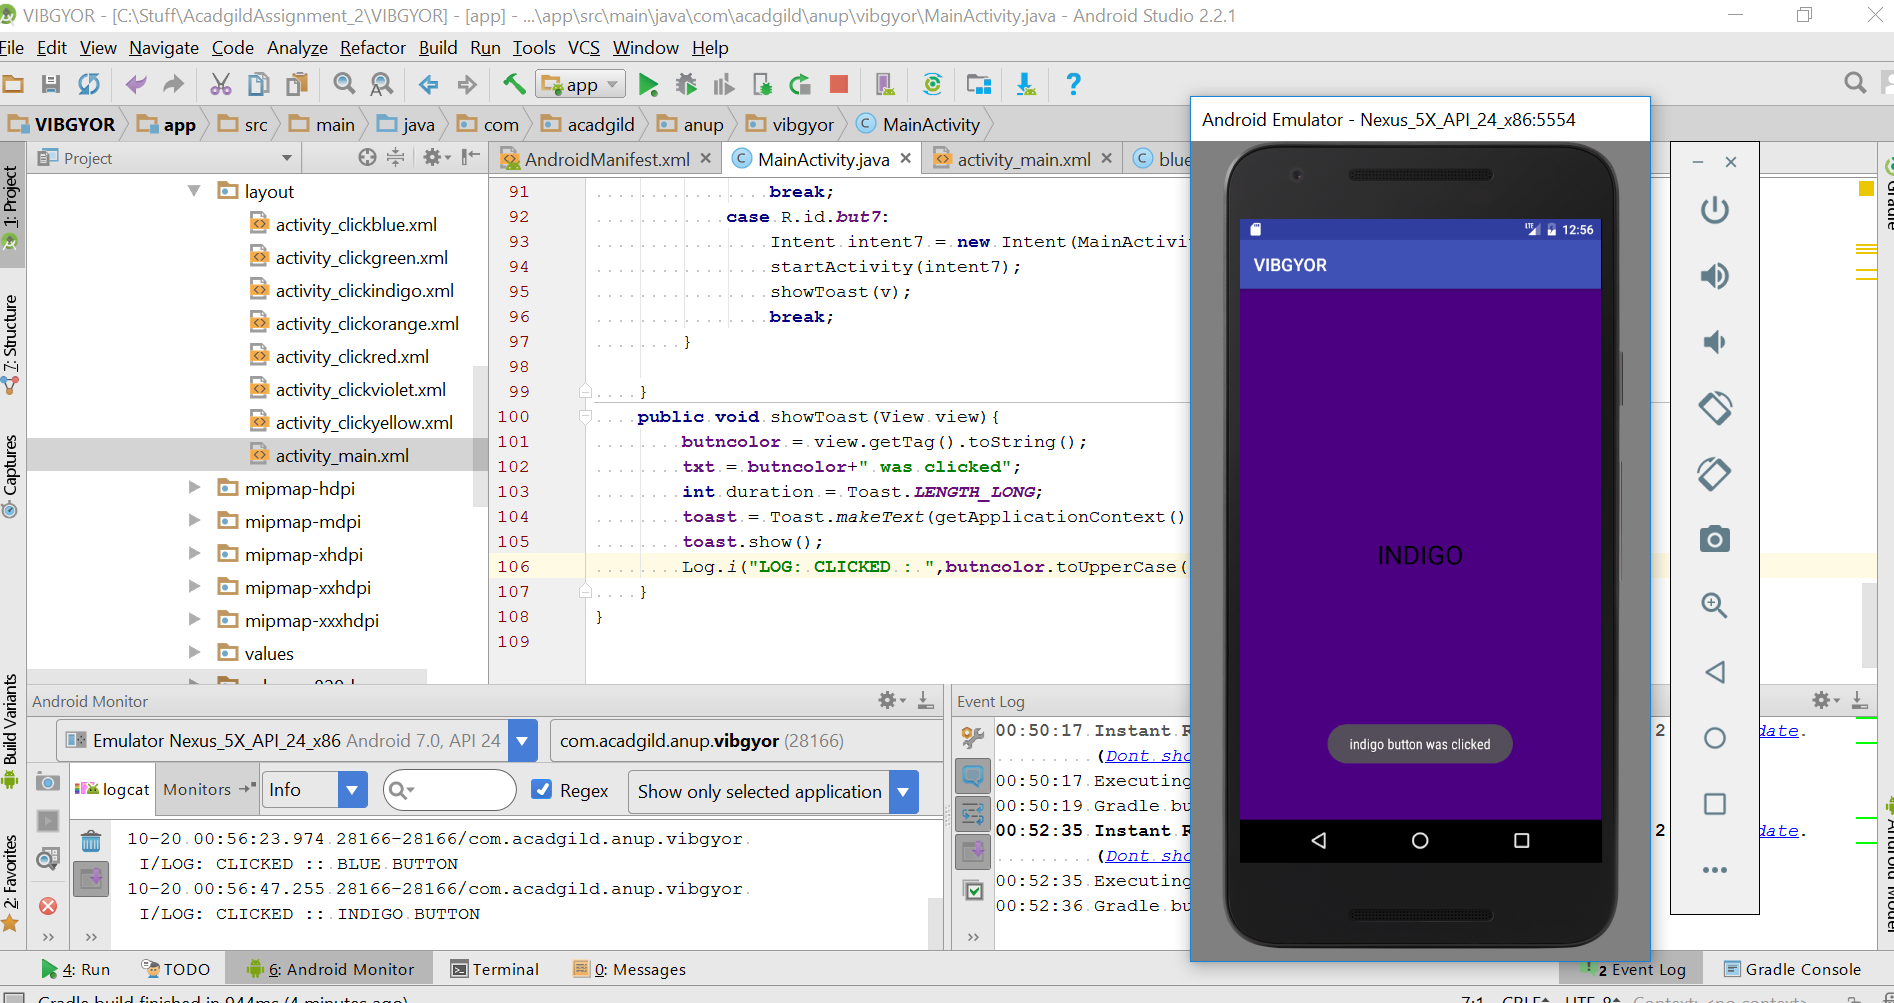 VIBGYOR - [C:\Stuff\AcadgildAssignment_2\VIBGYOR] - [app] - ...\app\src\main\java\com\acadgild\anup\vibgyor\MainActivity.java - Android Studio 2.2.1
File Edit View Navigate Code Analyze Refactor Build Run Tools VCS Window Help
app
VIBGYOR app src main java com acadgild anup vibgyor MainActivity
Project
AndroidManifest.xml MainActivity.java activity_main.xml blue
1: Project
7: Structure
Captures
Build Variants
2: Favorites
layout
activity_clickblue.xml
activity_clickgreen.xml
activity_clickindigo.xml
activity_clickorange.xml
activity_clickred.xml
activity_clickviolet.xml
activity_clickyellow.xml
activity_main.xml
mipmap-hdpi
mipmap-mdpi
mipmap-xhdpi
mipmap-xxhdpi
mipmap-xxxhdpi
values
91 break;
92 case R.id.but7:
93 Intent intent7 = new Intent(MainActivi
94 startActivity(intent7);
95 showToast(v);
96 break;
97 }
98
99 }
100 public void showToast(View view){
101 butncolor = view.getTag().toString();
102 txt = butncolor+" was clicked";
103 int duration = Toast.LENGTH_LONG;
104 toast = Toast.makeText(getApplicationContext()
105 toast.show();
106 Log.i("LOG: CLICKED : ",butncolor.toUpperCase(
107 }
108 }
109
Android Emulator - Nexus_5X_API_24_x86:5554
LTE 12:56
VIBGYOR
INDIGO
indigo button was clicked
Gradle
Android Model
Android Monitor
Emulator Nexus_5X_API_24_x86 Android 7.0, API 24
com.acadgild.anup.vibgyor (28166)
logcat Monitors Info Regex Show only selected application
10-20 00:56:23.974 28166-28166/com.acadgild.anup.vibgyor
I/LOG: CLICKED :: BLUE BUTTON
10-20 00:56:47.255 28166-28166/com.acadgild.anup.vibgyor
I/LOG: CLICKED :: INDIGO BUTTON
Event Log
00:50:17 Instant R 2 date.
(Dont sho
00:50:17 Executing
00:50:19 Gradle bu
00:52:35 Instant R 2 date.
(Dont sho
00:52:35 Executing
00:52:36 Gradle bu
4: Run TODO 6: Android Monitor Terminal 0: Messages 2 Event Log Gradle Console
Gradle build finished in 944ms (4 minutes ago) 7:1 CRLF UTF-8 Context: <no context>